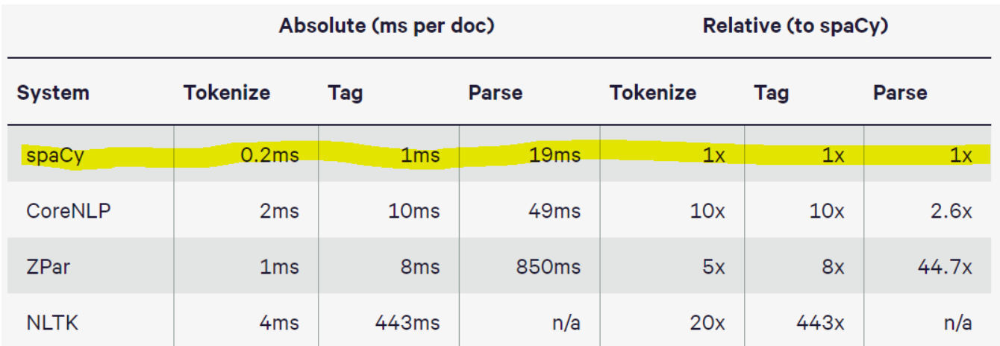 Absolute (ms per doc) Relative (to spaCy)
System Tokenize Tag Parse Tokenize Tag Parse
spaCy 0.2ms 1ms 19ms 1x 1x 1x
CoreNLP 2ms 10ms 49ms 10x 10x 2.6x
ZPar 1ms 8ms 850ms 5x 8x 44.7x
NLTK 4ms 443ms n/a 20x 443x n/a